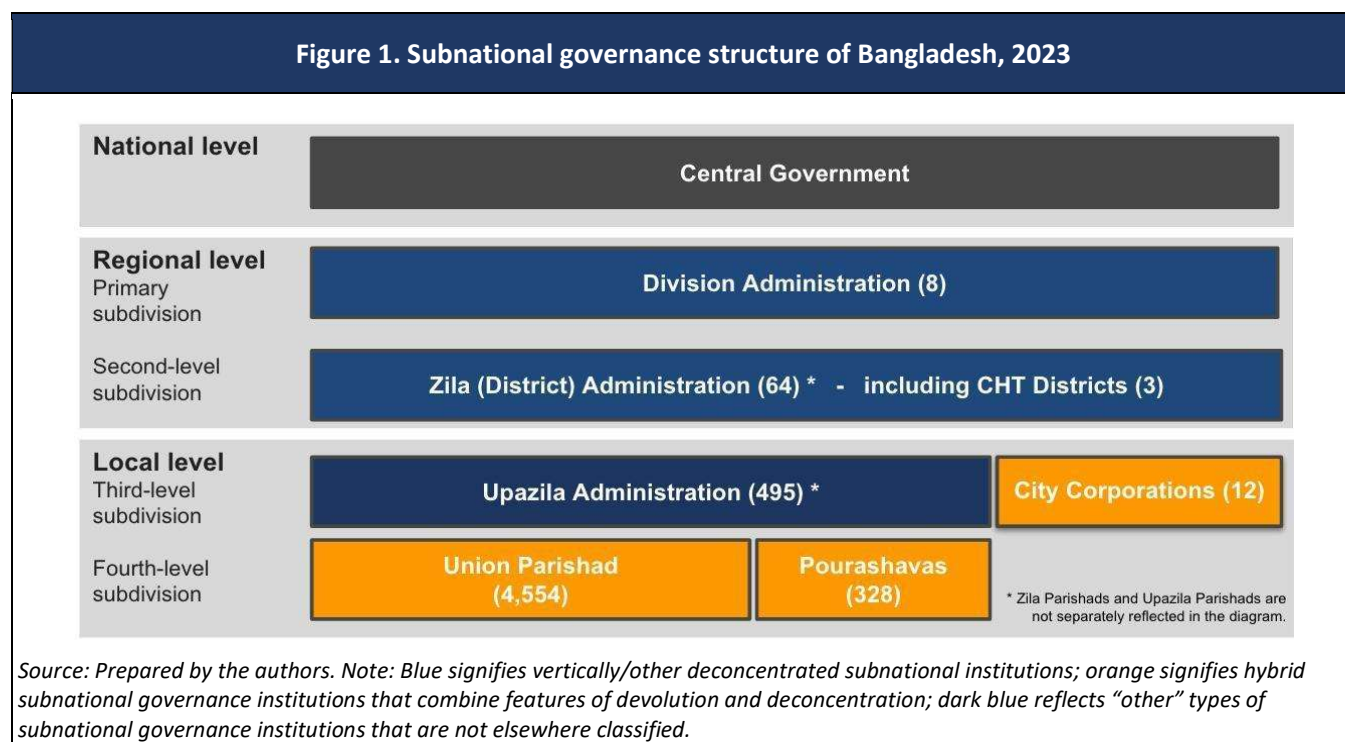 Figure 1. Subnational governance structure of Bangladesh, 2023
National level
Central Government
Regional level
Primary
subdivision
Division Administration (8)
Second-level
subdivision
Zila (District) Administration (64) * - including CHT Districts (3)
Local level
Third-level
subdivision
Upazila Administration (495) *
City Corporations (12)
Fourth-level
subdivision
Union Parishad
(4,554)
Pourashavas
(328)
* Zila Parishads and Upazila Parishads are
not separately reflected in the diagram.
Source: Prepared by the authors. Note: Blue signifies vertically/other deconcentrated subnational institutions; orange signifies hybrid
subnational governance institutions that combine features of devolution and deconcentration; dark blue reflects “other” types of
subnational governance institutions that are not elsewhere classified.